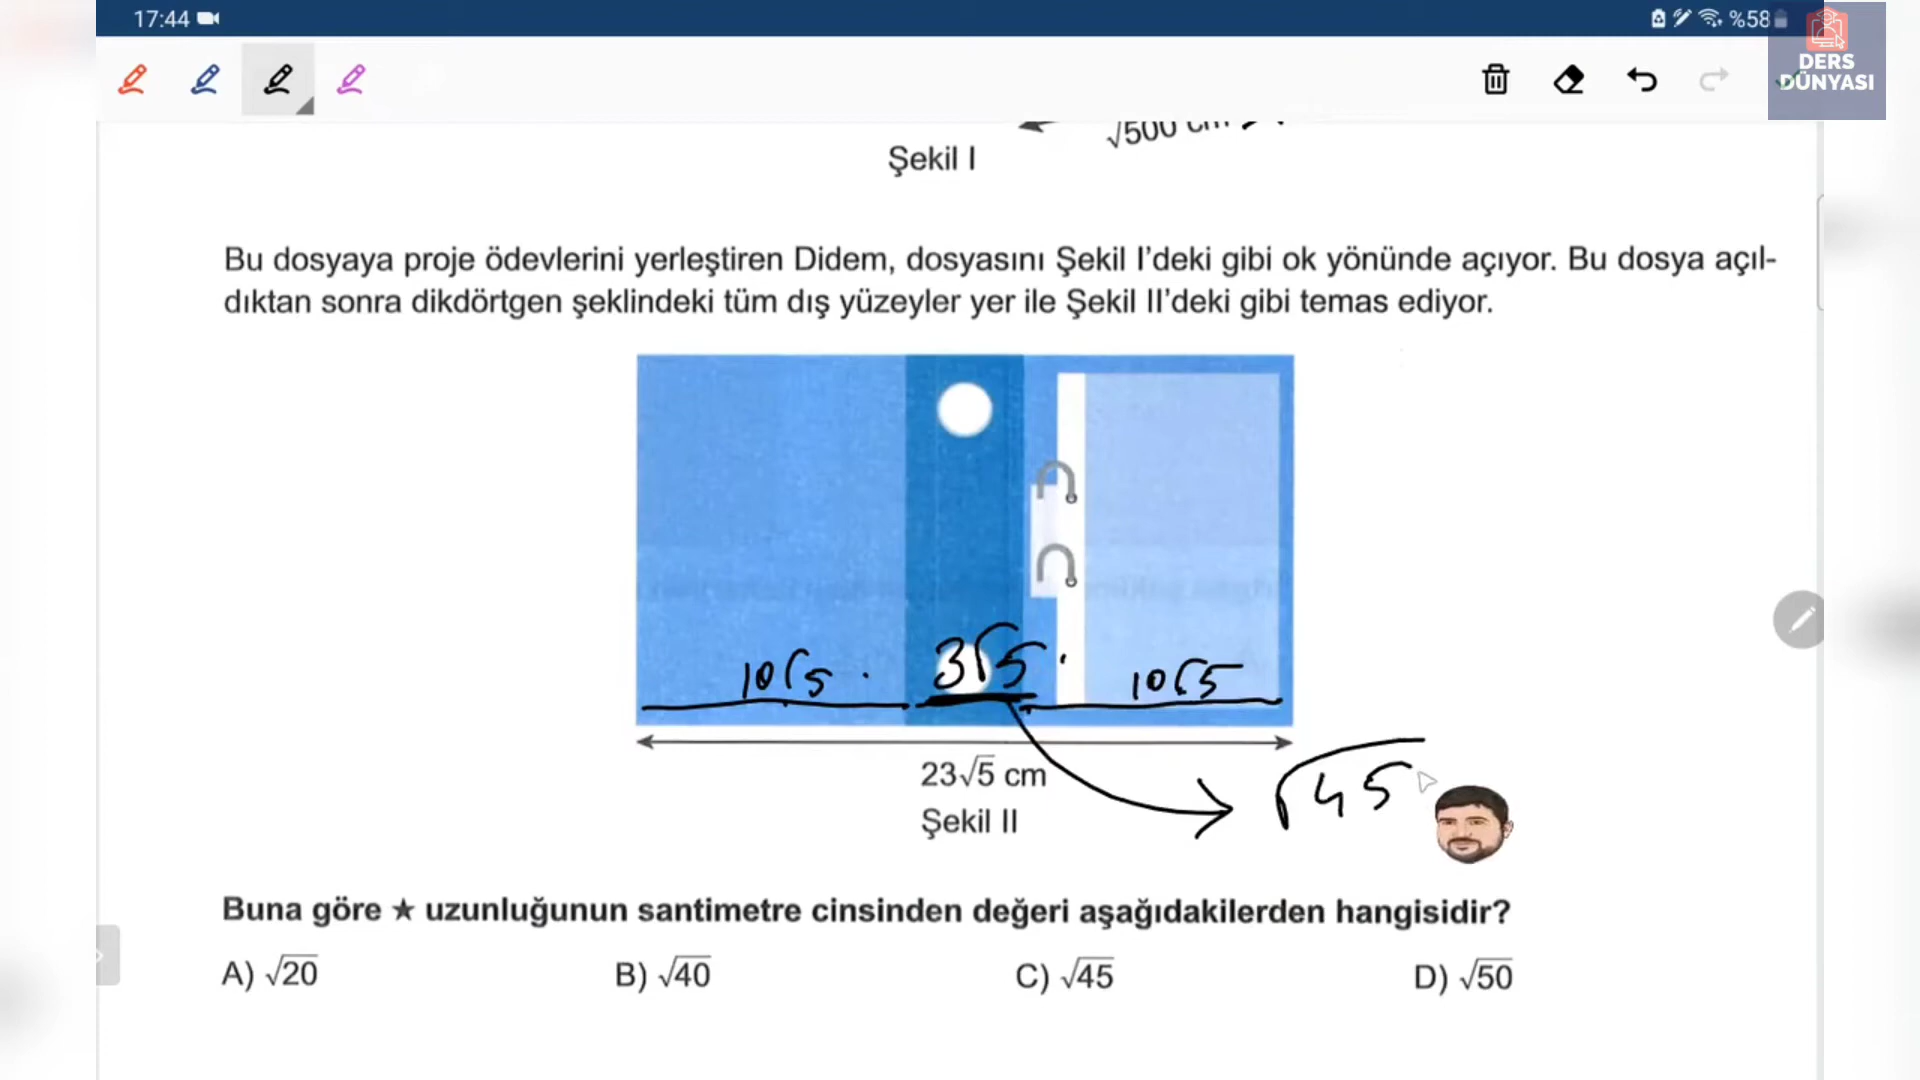 17:44
%58
DERS
DÜNYASI
√500 cm
Şekil I
Bu dosyaya proje ödevlerini yerleştiren Didem, dosyasını Şekil I'deki gibi ok yönünde açıyor. Bu dosya açıl-
dıktan sonra dikdörtgen şeklindeki tüm dış yüzeyler yer ile Şekil II'deki gibi temas ediyor.
10√5 3√5 10√5
23√5 cm
√45
Şekil II
Buna göre ★ uzunluğunun santimetre cinsinden değeri aşağıdakilerden hangisidir?
A) √20 B) √40 C) √45 D) √50